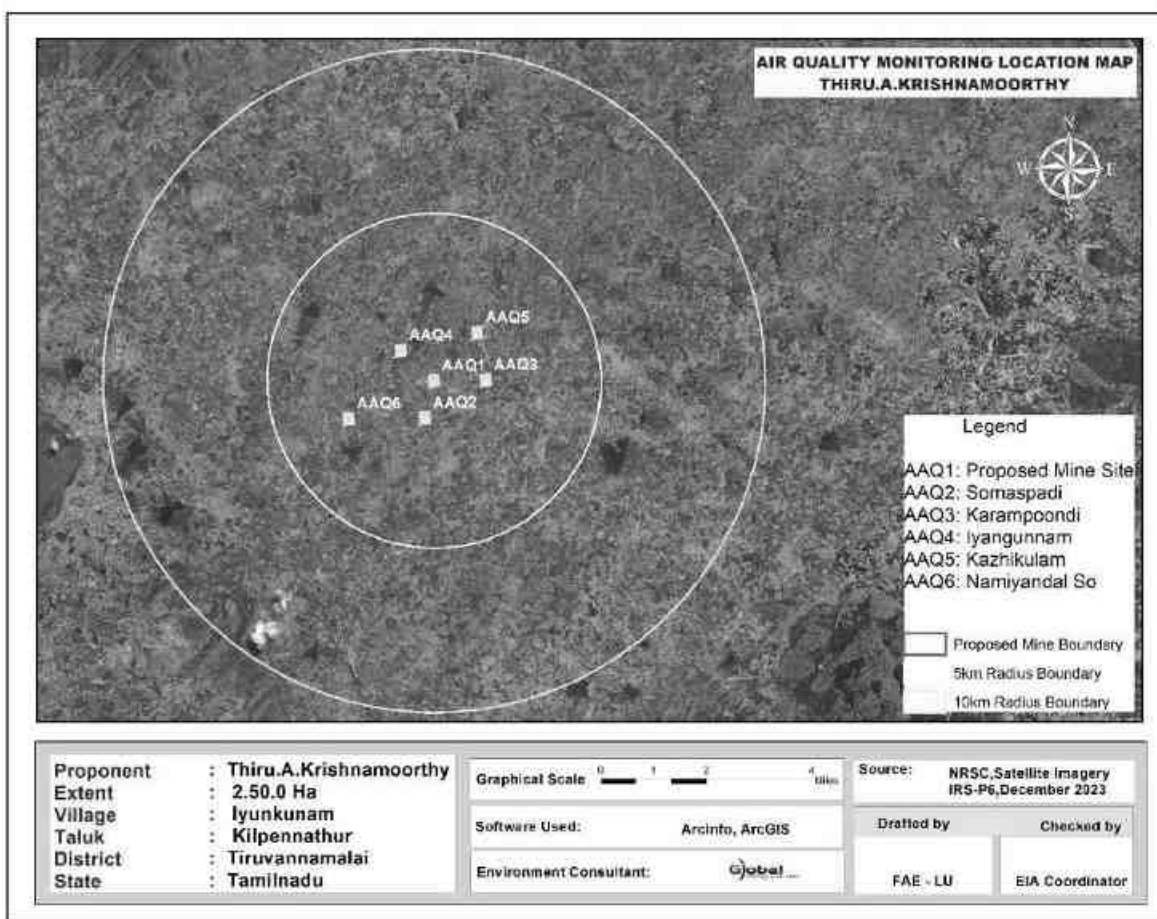 AIR QUALITY MONITORING LOCATION MAP
THIRU.A.KRISHNAMOORTHY
N
W E
S
AAQ5
AAQ4
AAQ1 AAQ3
AAQ6 AAQ2
Legend
AAQ1: Proposed Mine Site
AAQ2: Somaspadi
AAQ3: Karampoondi
AAQ4: Iyangunnam
AAQ5: Kazhikulam
AAQ6: Namiyandal So
Proposed Mine Boundary
5km Radius Boundary
10km Radius Boundary
Proponent : Thiru.A.Krishnamoorthy
Extent : 2.50.0 Ha
Village : Iyunkunam
Taluk : Kilpennathur
District : Tiruvannamalai
State : Tamilnadu
Graphical Scale 0 1 2 4
Software Used: ArcInfo, ArcGIS
Environment Consultant: Global
Source: NRSC,Satellite Imagery
IRS-P6,December 2023
Drafted by Checked by
FAE - LU EIA Coordinator